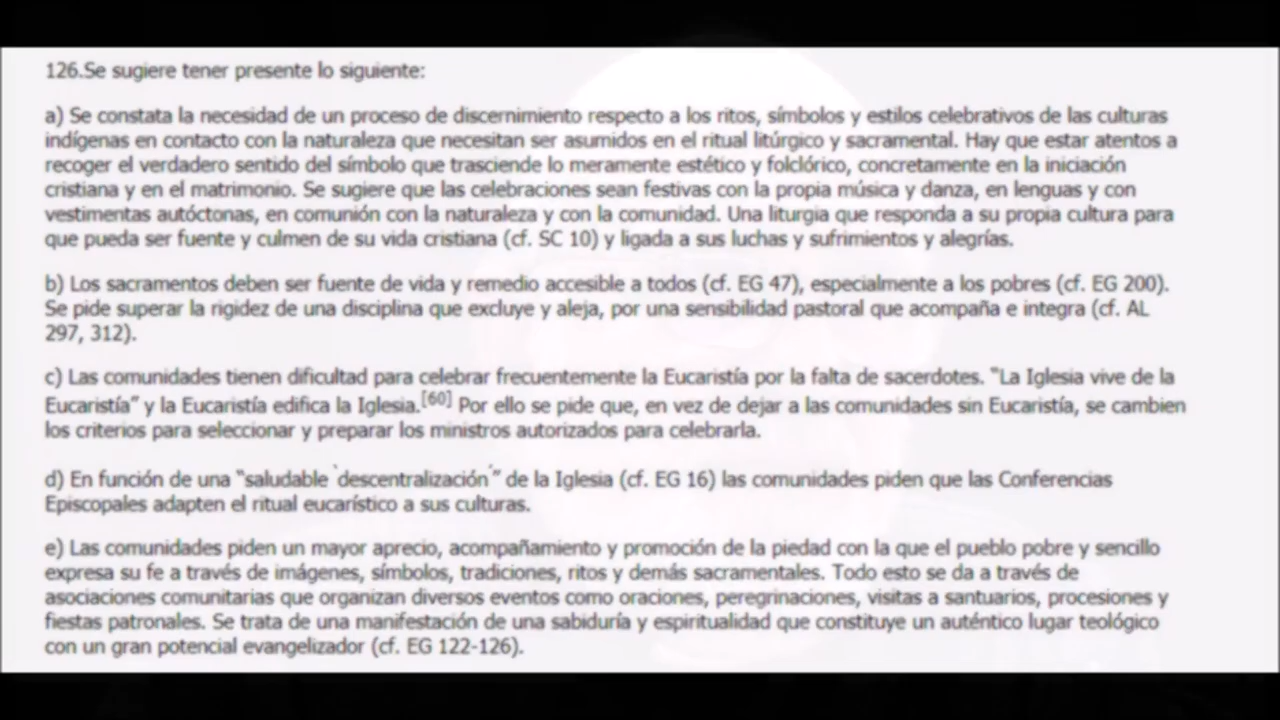 126.Se sugiere tener presente lo siguiente:
a) Se constata la necesidad de un proceso de discernimiento respecto a los ritos, símbolos y estilos celebrativos de las culturas
indígenas en contacto con la naturaleza que necesitan ser asumidos en el ritual litúrgico y sacramental. Hay que estar atentos a
recoger el verdadero sentido del símbolo que trasciende lo meramente estético y folclórico, concretamente en la iniciación
cristiana y en el matrimonio. Se sugiere que las celebraciones sean festivas con la propia música y danza, en lenguas y con
vestimentas autóctonas, en comunión con la naturaleza y con la comunidad. Una liturgia que responda a su propia cultura para
que pueda ser fuente y culmen de su vida cristiana (cf. SC 10) y ligada a sus luchas y sufrimientos y alegrías.
b) Los sacramentos deben ser fuente de vida y remedio accesible a todos (cf. EG 47), especialmente a los pobres (cf. EG 200).
Se pide superar la rigidez de una disciplina que excluye y aleja, por una sensibilidad pastoral que acompaña e integra (cf. AL
297, 312).
c) Las comunidades tienen dificultad para celebrar frecuentemente la Eucaristía por la falta de sacerdotes. "La Iglesia vive de la
Eucaristía" y la Eucaristía edifica la Iglesia.[60] Por ello se pide que, en vez de dejar a las comunidades sin Eucaristía, se cambien
los criterios para seleccionar y preparar los ministros autorizados para celebrarla.
d) En función de una "saludable ˋdescentralización´" de la Iglesia (cf. EG 16) las comunidades piden que las Conferencias
Episcopales adapten el ritual eucarístico a sus culturas.
e) Las comunidades piden un mayor aprecio, acompañamiento y promoción de la piedad con la que el pueblo pobre y sencillo
expresa su fe a través de imágenes, símbolos, tradiciones, ritos y demás sacramentales. Todo esto se da a través de
asociaciones comunitarias que organizan diversos eventos como oraciones, peregrinaciones, visitas a santuarios, procesiones y
fiestas patronales. Se trata de una manifestación de una sabiduría y espiritualidad que constituye un auténtico lugar teológico
con un gran potencial evangelizador (cf. EG 122-126).